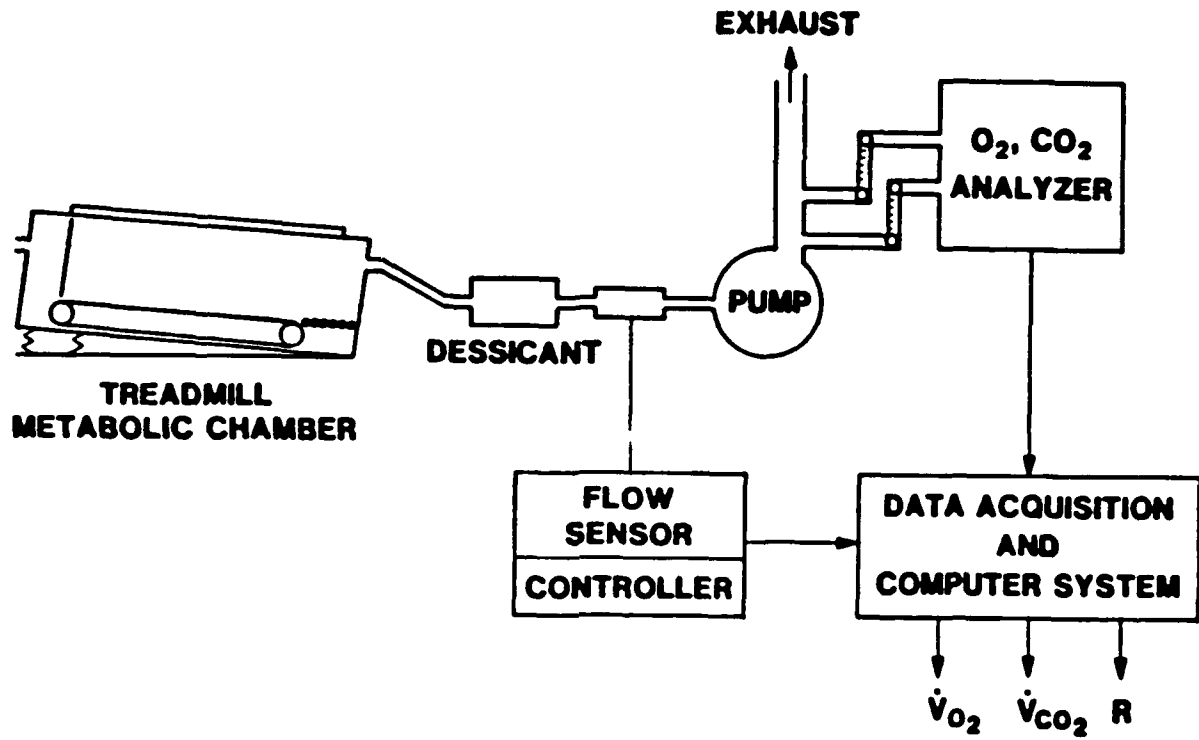 EXHAUST
O₂, CO₂
ANALYZER
PUMP
DESSICANT
TREADMILL
METABOLIC CHAMBER
FLOW
SENSOR
CONTROLLER
DATA ACQUISITION
AND
COMPUTER SYSTEM
V̇O₂ V̇CO₂ R